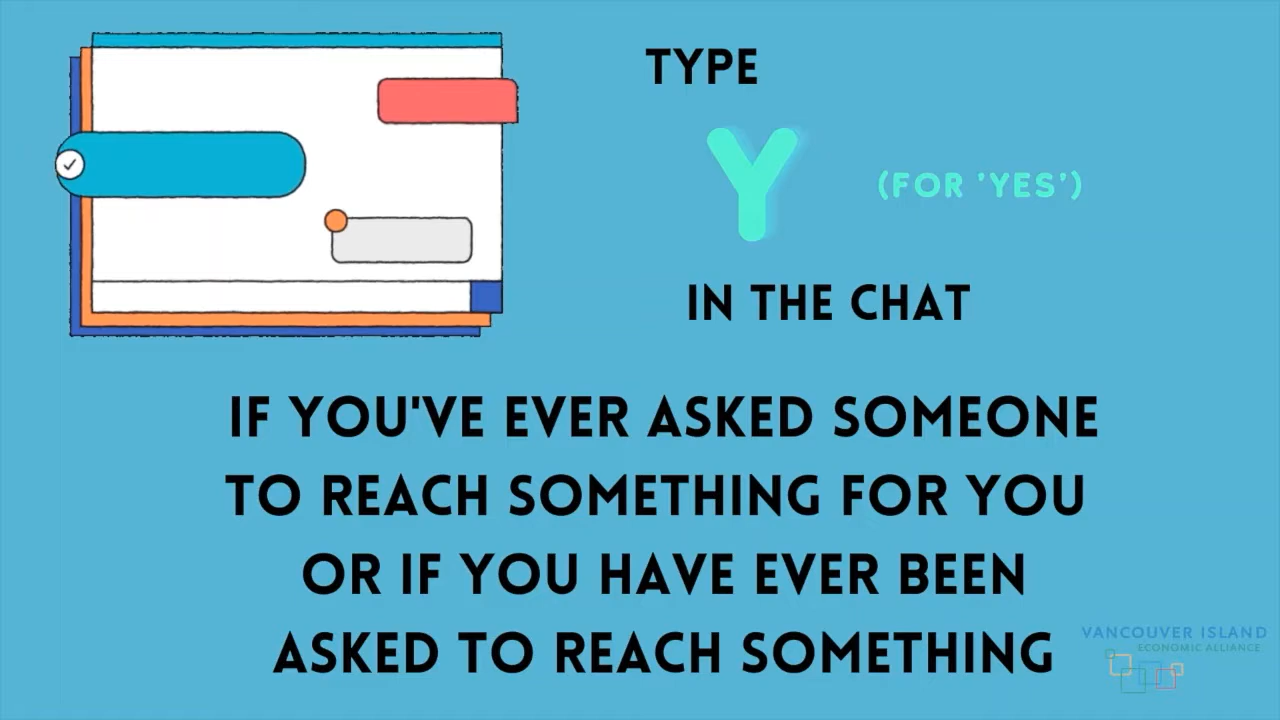 TYPE
Y
(FOR 'YES')
IN THE CHAT
IF YOU'VE EVER ASKED SOMEONE
TO REACH SOMETHING FOR YOU
OR IF YOU HAVE EVER BEEN
ASKED TO REACH SOMETHING
VANCOUVER ISLAND
ECONOMIC ALLIANCE